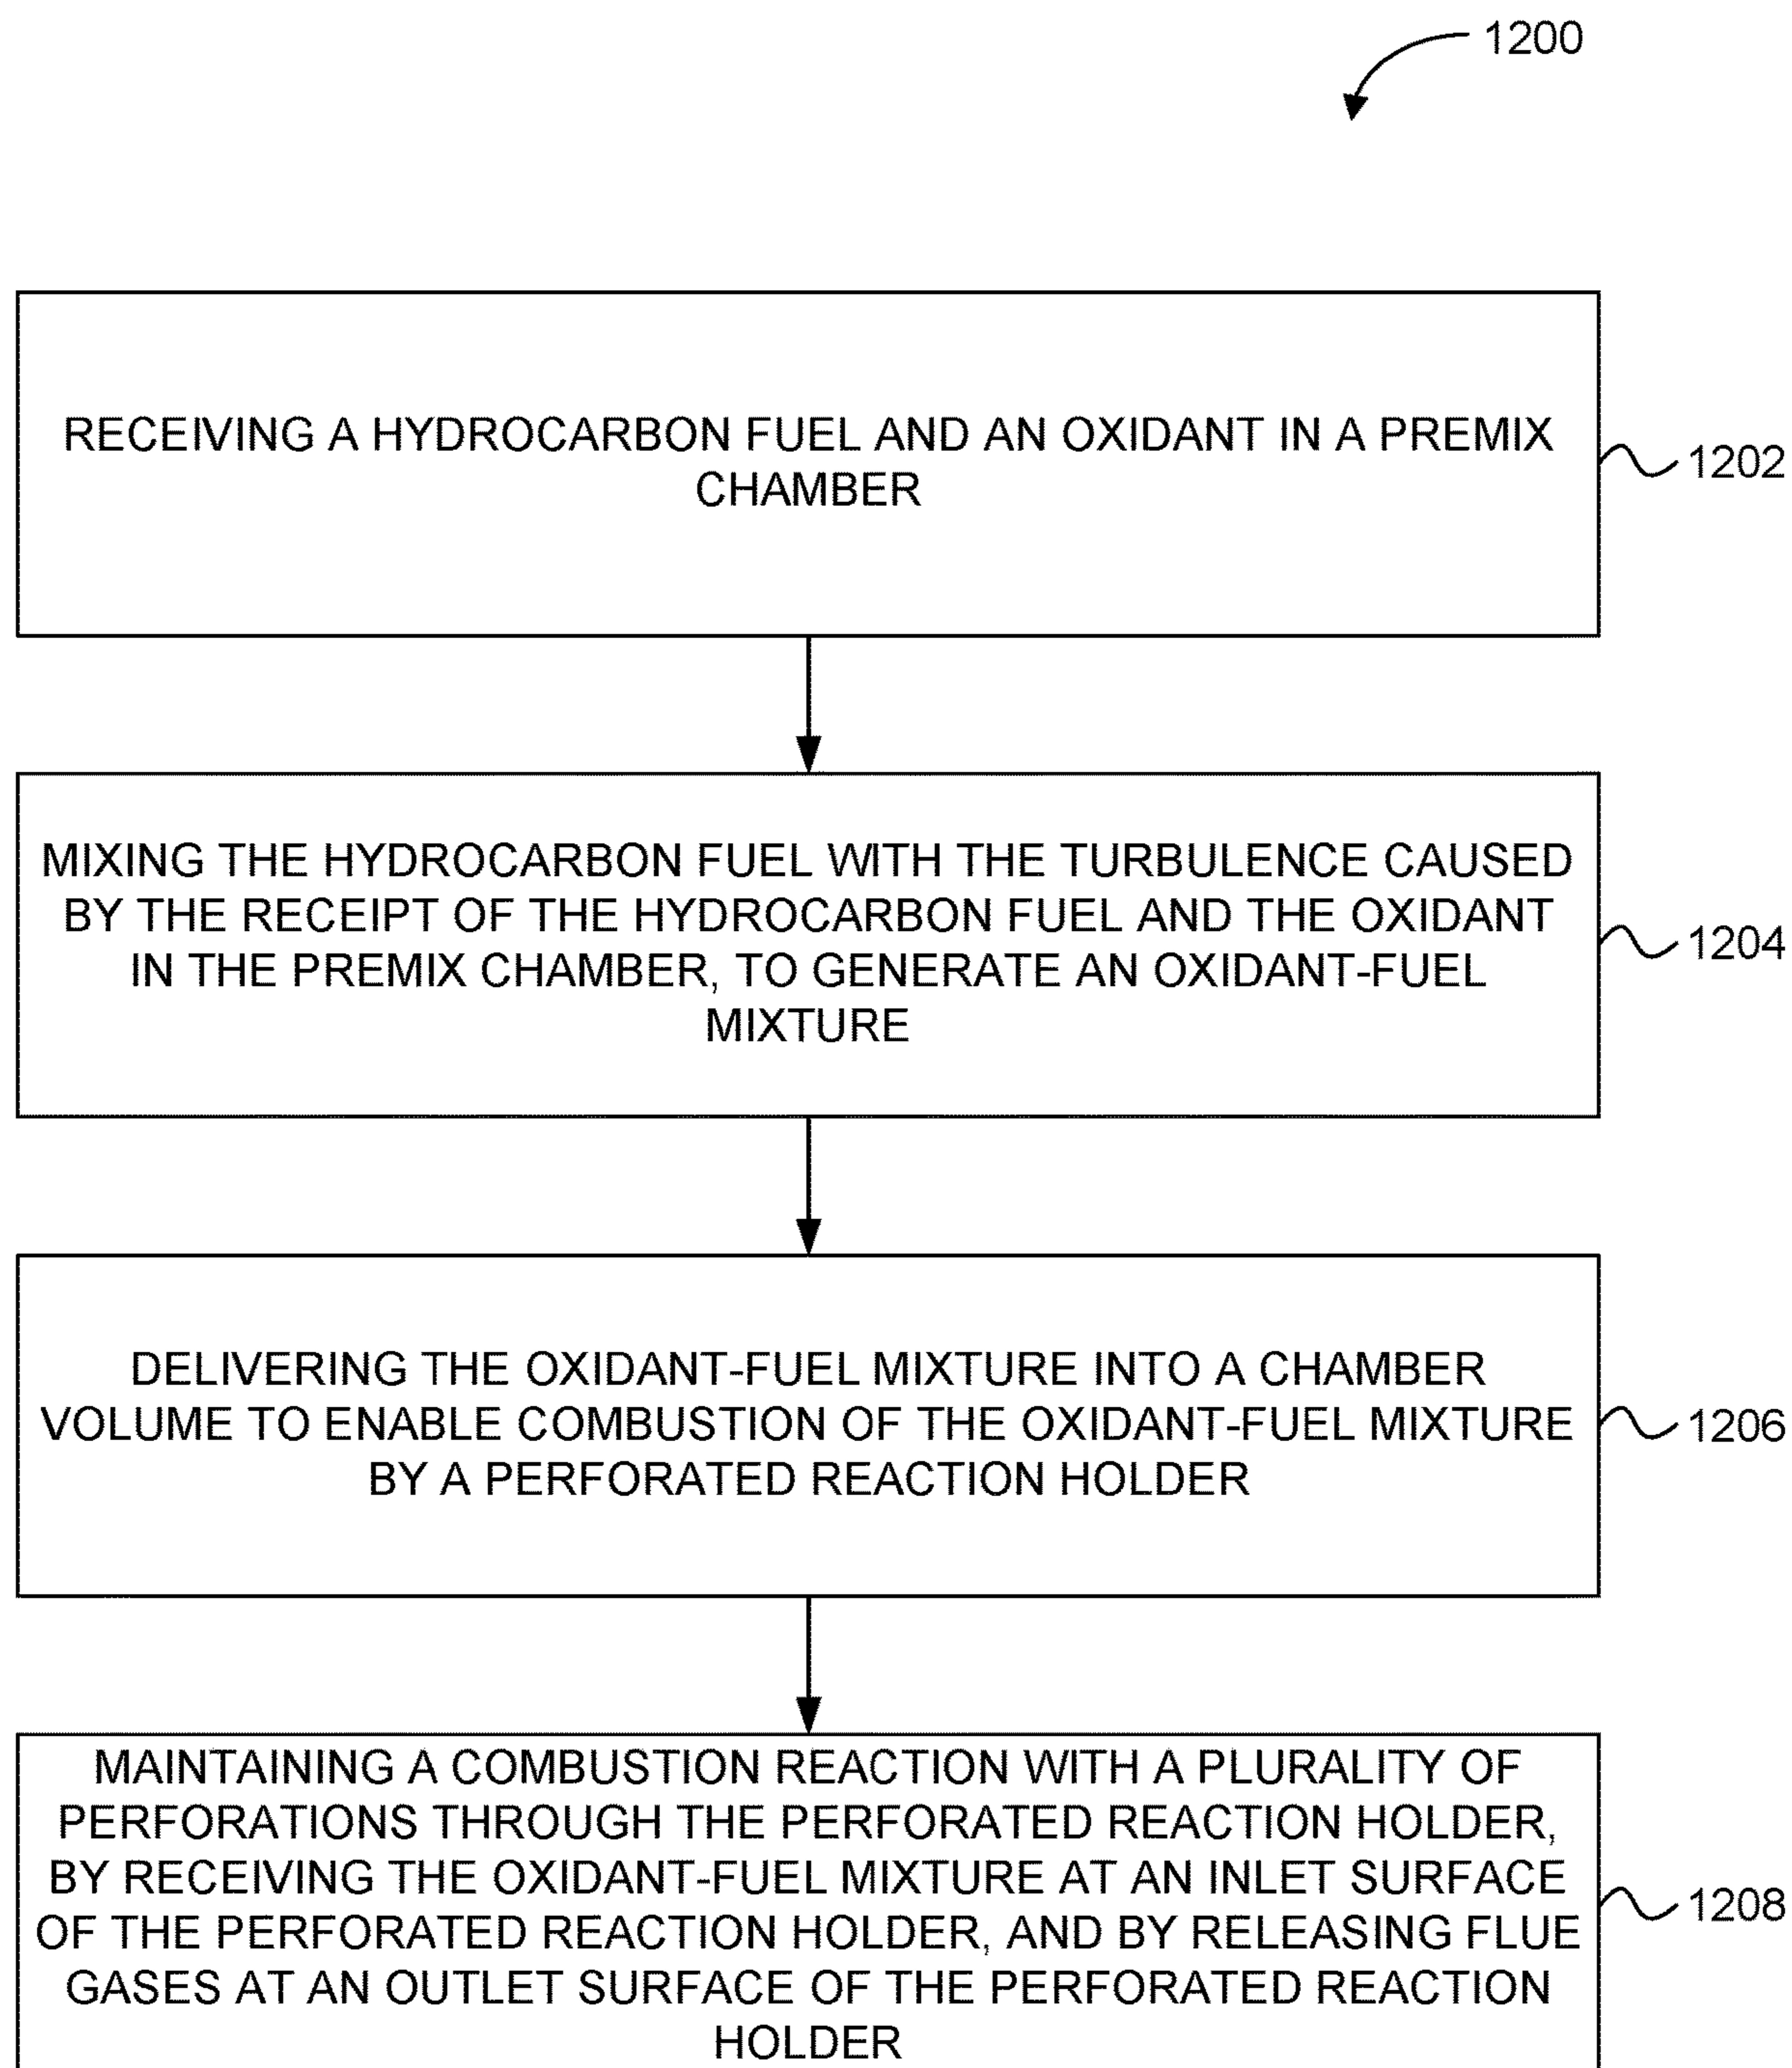 1200
RECEIVING A HYDROCARBON FUEL AND AN OXIDANT IN A PREMIX
CHAMBER
1202
MIXING THE HYDROCARBON FUEL WITH THE TURBULENCE CAUSED
BY THE RECEIPT OF THE HYDROCARBON FUEL AND THE OXIDANT
IN THE PREMIX CHAMBER, TO GENERATE AN OXIDANT-FUEL
MIXTURE
1204
DELIVERING THE OXIDANT-FUEL MIXTURE INTO A CHAMBER
VOLUME TO ENABLE COMBUSTION OF THE OXIDANT-FUEL MIXTURE
BY A PERFORATED REACTION HOLDER
1206
MAINTAINING A COMBUSTION REACTION WITH A PLURALITY OF
PERFORATIONS THROUGH THE PERFORATED REACTION HOLDER,
BY RECEIVING THE OXIDANT-FUEL MIXTURE AT AN INLET SURFACE
OF THE PERFORATED REACTION HOLDER, AND BY RELEASING FLUE
GASES AT AN OUTLET SURFACE OF THE PERFORATED REACTION
HOLDER
1208